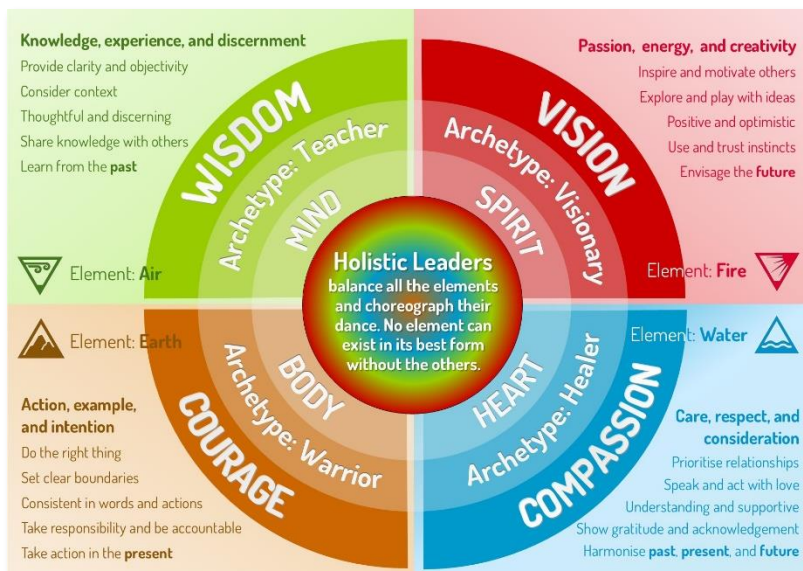 Knowledge, experience, and discernment
Provide clarity and objectivity
Consider context
Thoughtful and discerning
Share knowledge with others
Learn from the past
WISDOM
Archetype: Teacher
MIND
Element: Air
Passion, energy, and creativity
Inspire and motivate others
Explore and play with ideas
Positive and optimistic
Use and trust instincts
Envisage the future
VISION
Archetype: Visionary
SPIRIT
Element: Fire
Holistic Leaders
balance all the elements
and choreograph their
dance. No element can
exist in its best form
without the others.
Element: Earth
BODY
Archetype: Warrior
COURAGE
Action, example,
and intention
Do the right thing
Set clear boundaries
Consistent in words and actions
Take responsibility and be accountable
Take action in the present
Element: Water
HEART
Archetype: Healer
COMPASSION
Care, respect, and
consideration
Prioritise relationships
Speak and act with love
Understanding and supportive
Show gratitude and acknowledgement
Harmonise past, present, and future